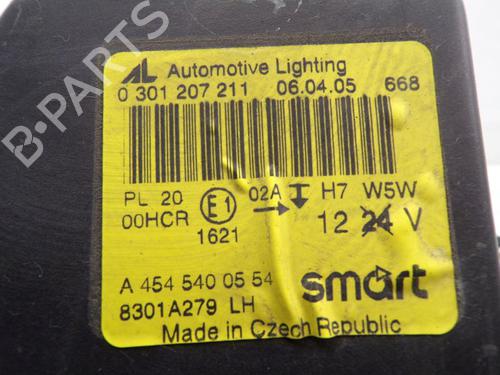 AL Automotive Lighting
0 301 207 211 06.04.05 668
PL 20 02A H7 W5W
00HCR E1 12 24 V
1621
A 454 540 05 54
8301A279 LH
smart
Made in Czech Republic
B-PARTS